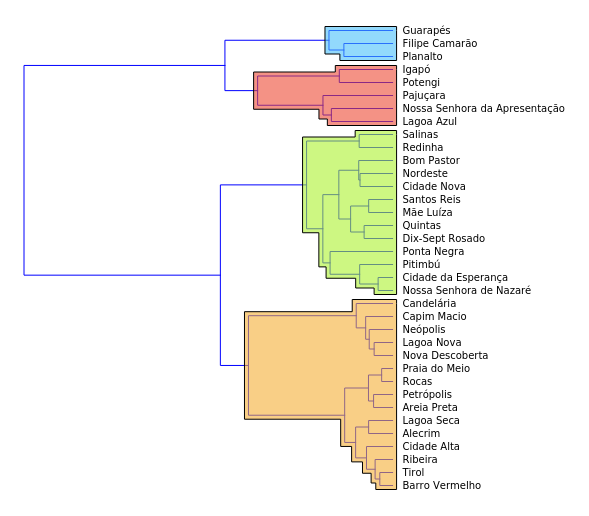 Guarapés
Filipe Camarão
Planalto
Igapó
Potengi
Pajuçara
Nossa Senhora da Apresentação
Lagoa Azul
Salinas
Redinha
Bom Pastor
Nordeste
Cidade Nova
Santos Reis
Mãe Luíza
Quintas
Dix-Sept Rosado
Ponta Negra
Pitimbú
Cidade da Esperança
Nossa Senhora de Nazaré
Candelária
Capim Macio
Neópolis
Lagoa Nova
Nova Descoberta
Praia do Meio
Rocas
Petrópolis
Areia Preta
Lagoa Seca
Alecrim
Cidade Alta
Ribeira
Tirol
Barro Vermelho